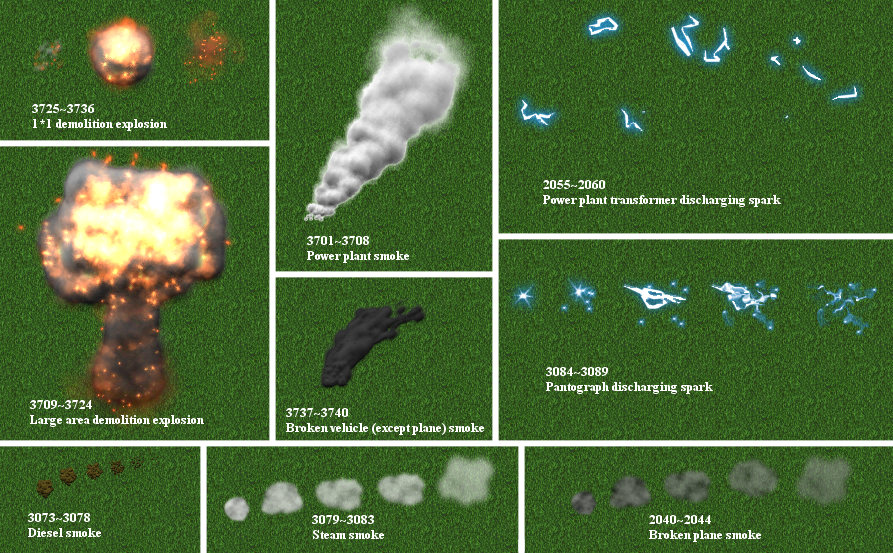 3725~3736
1*1 demolition explosion
3701~3708
Power plant smoke
2055~2060
Power plant transformer discharging spark
3709~3724
Large area demolition explosion
3737~3740
Broken vehicle (except plane) smoke
3084~3089
Pantograph discharging spark
3073~3078
Diesel smoke
3079~3083
Steam smoke
2040~2044
Broken plane smoke